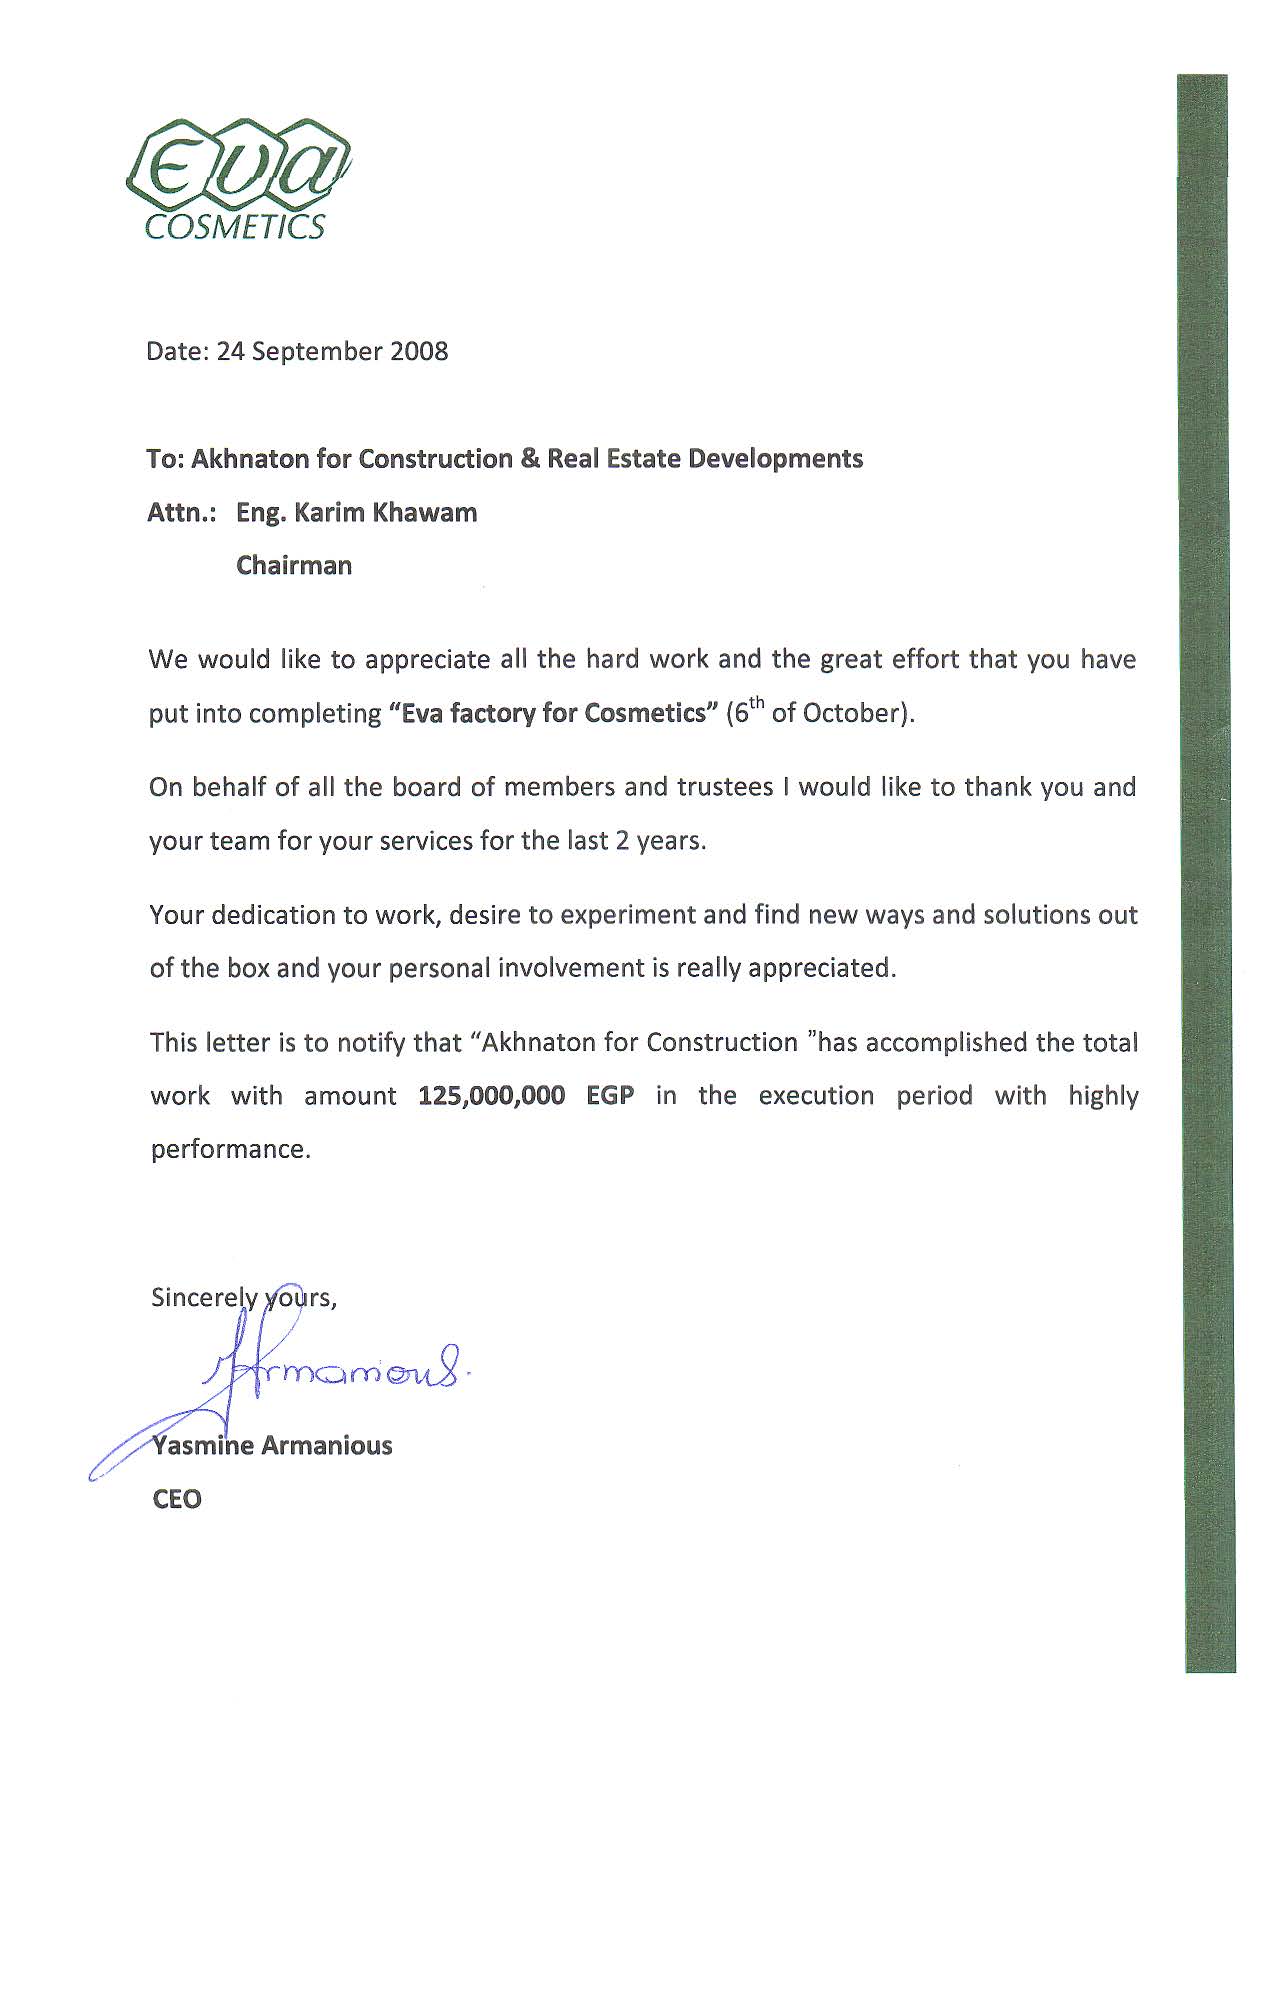 Eva
COSMETICS
Date: 24 September 2008
To: Akhnaton for Construction & Real Estate Developments
Attn.: Eng. Karim Khawam
Chairman
We would like to appreciate all the hard work and the great effort that you have
put into completing “Eva factory for Cosmetics” (6th of October).
On behalf of all the board of members and trustees I would like to thank you and
your team for your services for the last 2 years.
Your dedication to work, desire to experiment and find new ways and solutions out
of the box and your personal involvement is really appreciated.
This letter is to notify that “Akhnaton for Construction ”has accomplished the total
work with amount 125,000,000 EGP in the execution period with highly
performance.
Sincerely yours,
YArmanious.
Yasmine Armanious
CEO